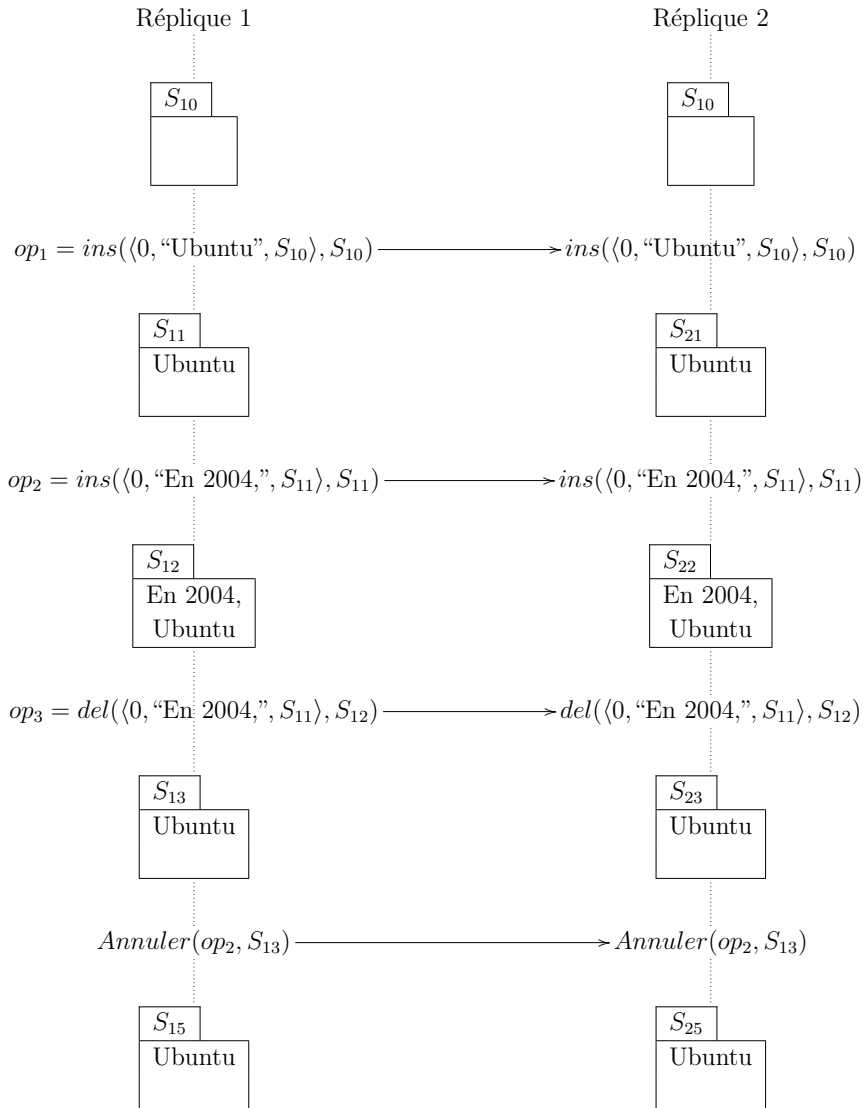 Réplique 1 Réplique 2
S₁₀ S₁₀
op₁ = ins(⟨0, “Ubuntu”, S₁₀⟩, S₁₀) ins(⟨0, “Ubuntu”, S₁₀⟩, S₁₀)
S₁₁ S₂₁
Ubuntu Ubuntu
op₂ = ins(⟨0, “En 2004,”, S₁₁⟩, S₁₁) ins(⟨0, “En 2004,”, S₁₁⟩, S₁₁)
S₁₂ S₂₂
En 2004, En 2004,
Ubuntu Ubuntu
op₃ = del(⟨0, “En 2004,”, S₁₁⟩, S₁₂) del(⟨0, “En 2004,”, S₁₁⟩, S₁₂)
S₁₃ S₂₃
Ubuntu Ubuntu
Annuler(op₂, S₁₃) Annuler(op₂, S₁₃)
S₁₅ S₂₅
Ubuntu Ubuntu